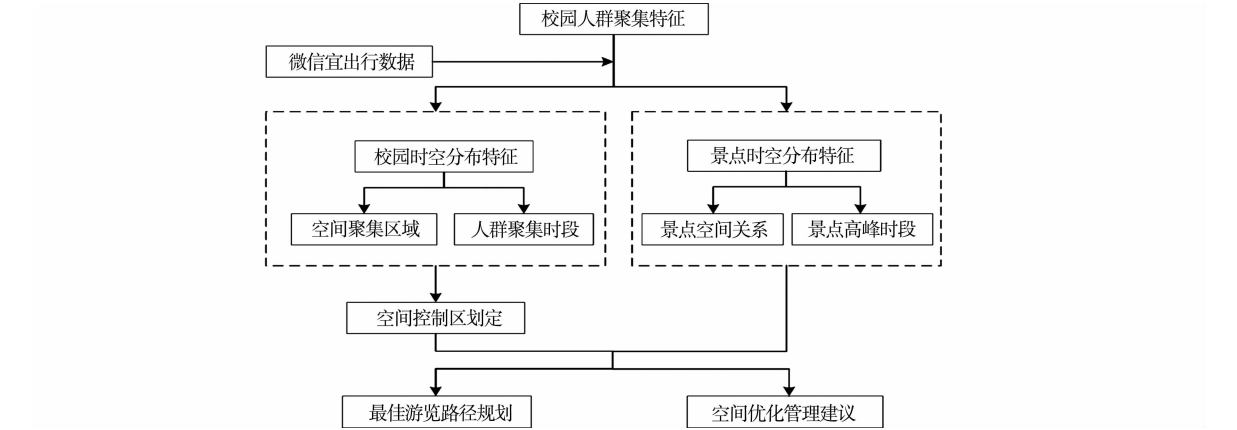 校园人群聚集特征
微信宜出行数据
校园时空分布特征
景点时空分布特征
空间聚集区域
人群聚集时段
景点空间关系
景点高峰时段
空间控制区划定
最佳游览路径规划
空间优化管理建议